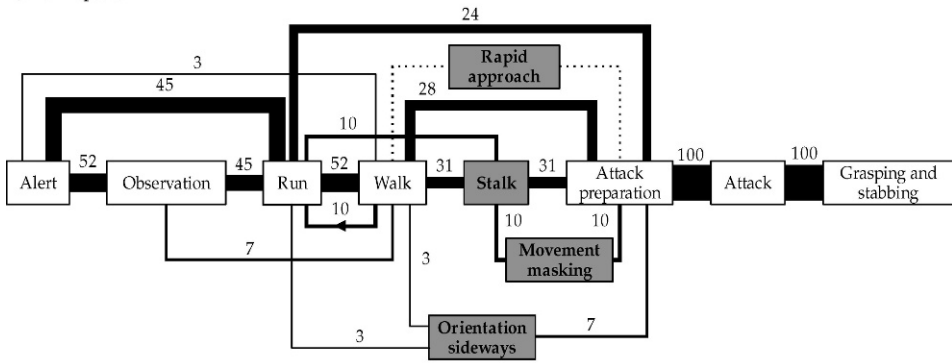 24
Rapid
approach
3
45
28
10
52
45
52
31
31
100
100
Alert
Observation
Run
Walk
Stalk
Attack
preparation
Attack
Grasping and
stabbing
10
10
10
7
3
Movement
masking
3
Orientation
sideways
7